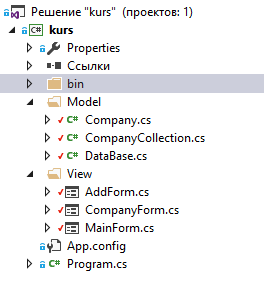 Решение "kurs" (проектов: 1)
kurs
Properties
Ссылки
bin
Model
Company.cs
CompanyCollection.cs
DataBase.cs
View
AddForm.cs
CompanyForm.cs
MainForm.cs
App.config
Program.cs